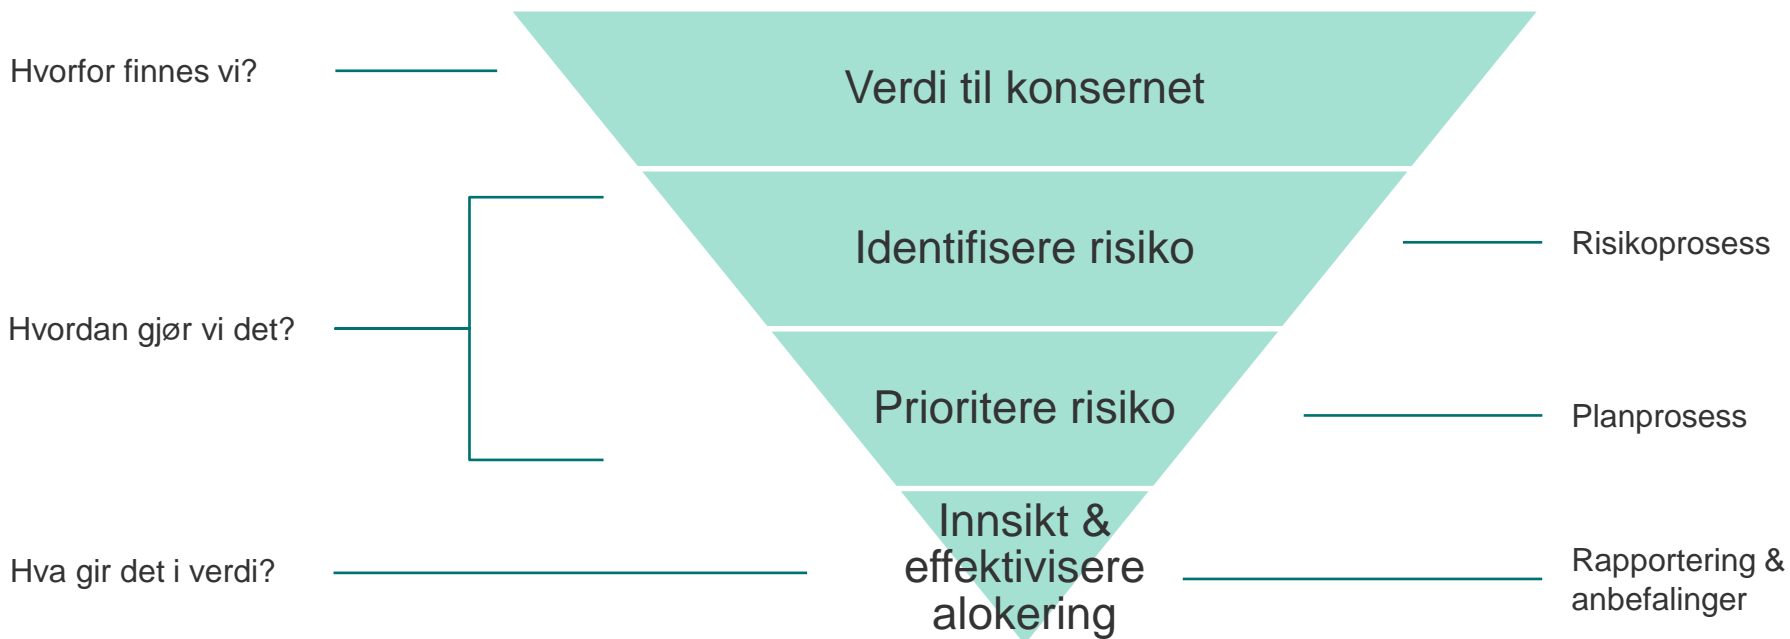 Hvorfor finnes vi?
Verdi til konsernet
Identifisere risiko
Risikoprosess
Hvordan gjør vi det?
Prioritere risiko
Planprosess
Hva gir det i verdi?
Innsikt &
effektivisere
alokering
Rapportering &
anbefalinger